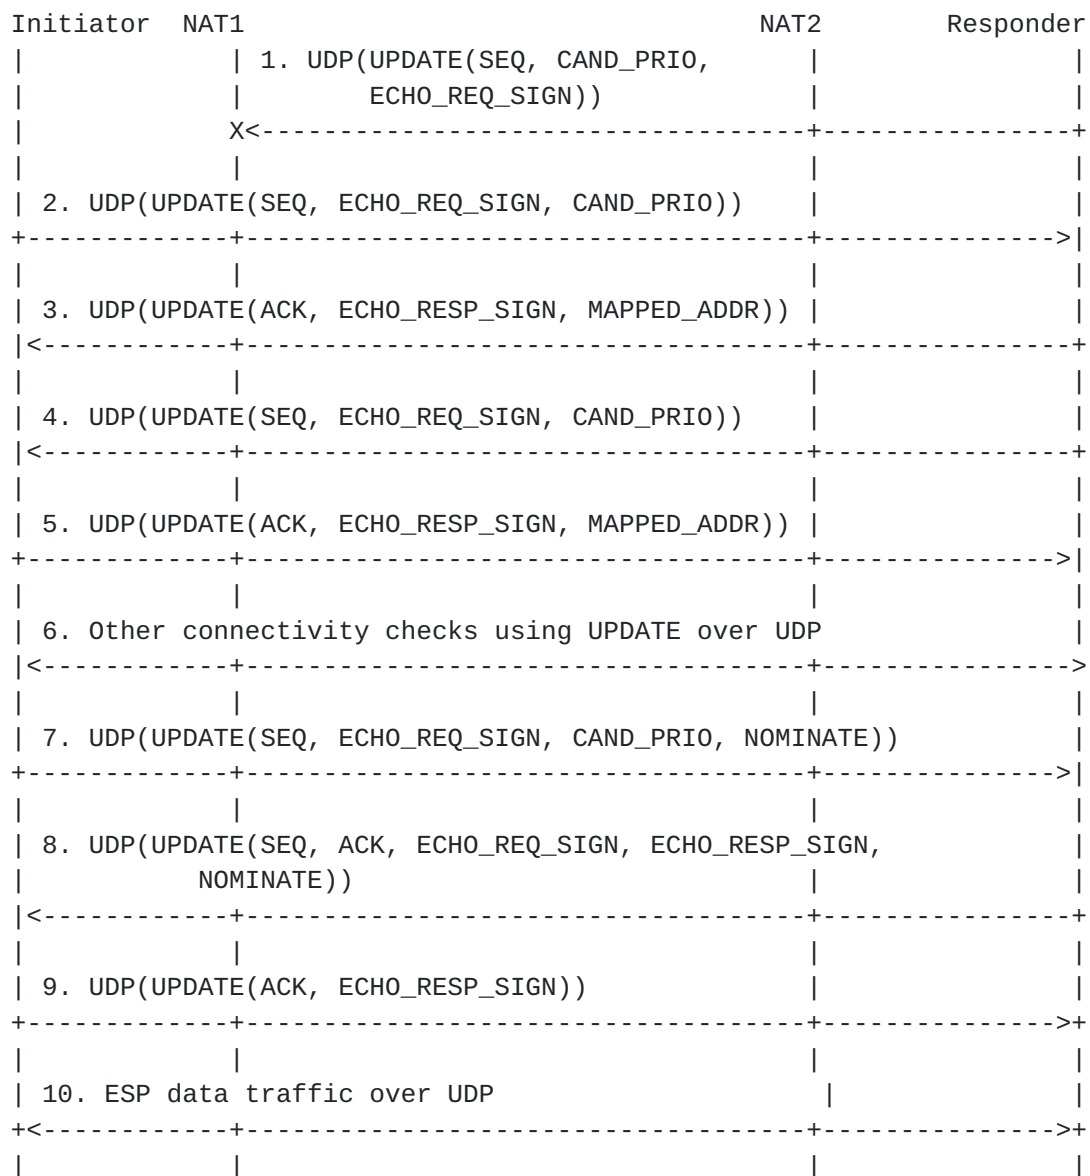 Initiator NAT1 NAT2 Responder
1. UDP(UPDATE(SEQ, CAND_PRIO,
ECHO_REQ_SIGN))
X
2. UDP(UPDATE(SEQ, ECHO_REQ_SIGN, CAND_PRIO))
3. UDP(UPDATE(ACK, ECHO_RESP_SIGN, MAPPED_ADDR))
4. UDP(UPDATE(SEQ, ECHO_REQ_SIGN, CAND_PRIO))
5. UDP(UPDATE(ACK, ECHO_RESP_SIGN, MAPPED_ADDR))
6. Other connectivity checks using UPDATE over UDP
7. UDP(UPDATE(SEQ, ECHO_REQ_SIGN, CAND_PRIO, NOMINATE))
8. UDP(UPDATE(SEQ, ACK, ECHO_REQ_SIGN, ECHO_RESP_SIGN,
NOMINATE))
9. UDP(UPDATE(ACK, ECHO_RESP_SIGN))
10. ESP data traffic over UDP